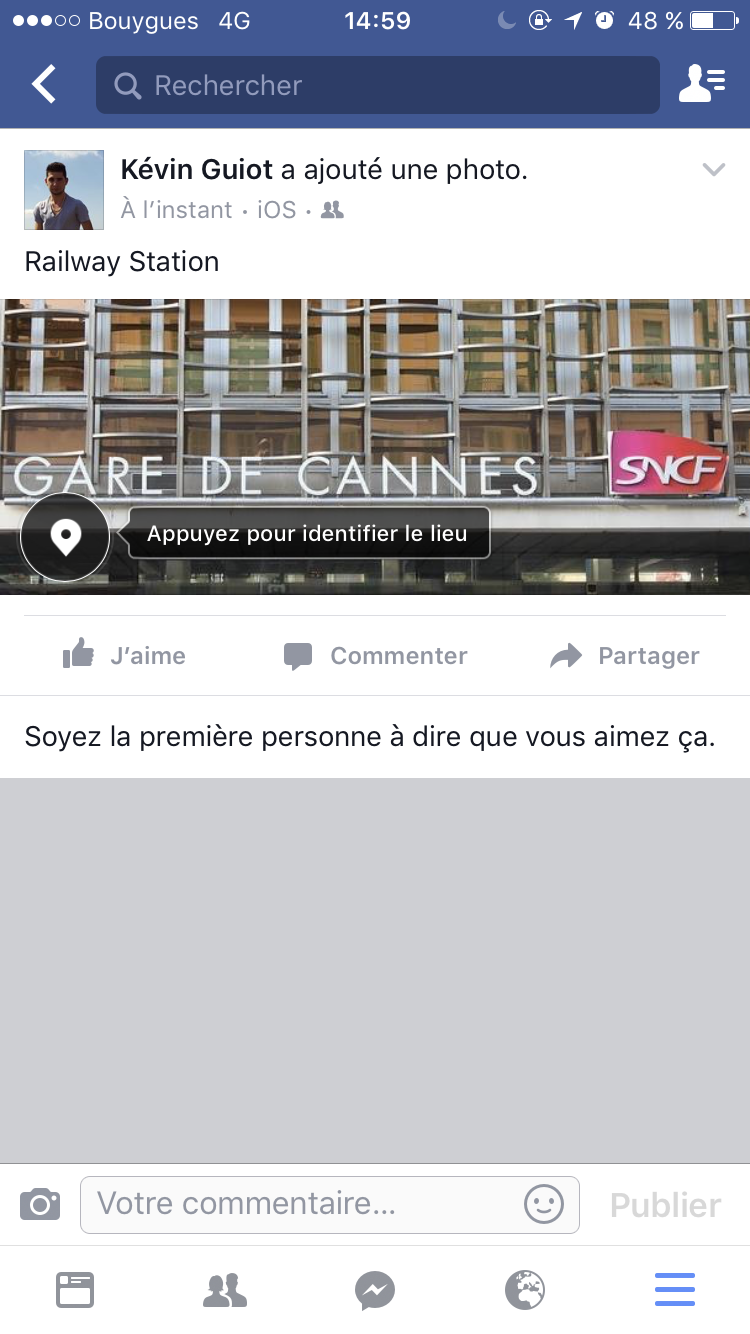 Bouygues 4G 14:59 48 %
Rechercher
Kévin Guiot a ajouté une photo.
À l’instant · iOS ·
Railway Station
GARE DE CANNES SNCF
Appuyez pour identifier le lieu
J’aime Commenter Partager
Soyez la première personne à dire que vous aimez ça.
Votre commentaire... Publier